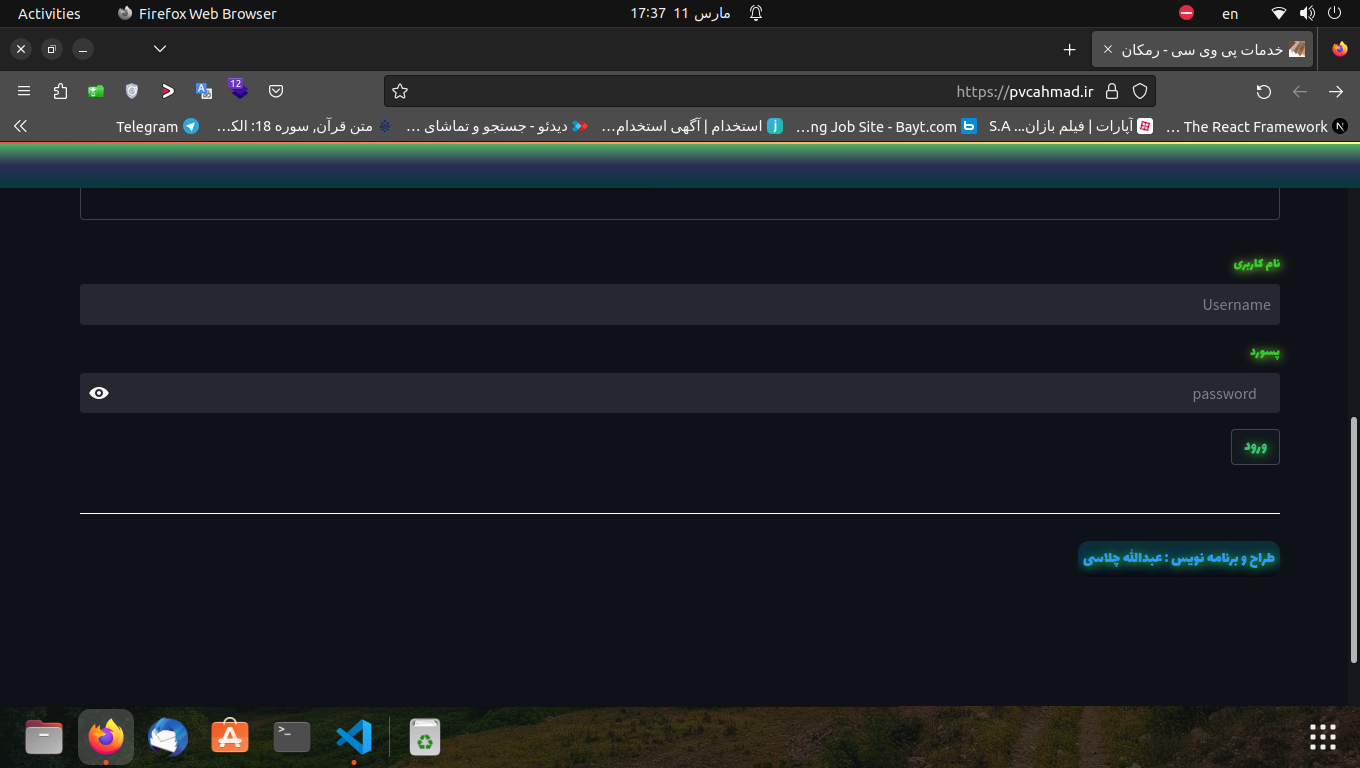 Activities
Firefox Web Browser
17:37 11 مارس
en
خدمات پی وی سی - رمکان
https://pvcahmad.ir
12
The React Framework ...
آپارات | فیلم بازان... S.A
...ng Job Site - Bayt.com
استخدام | آگهی استخدام...
دیدئو - جستجو و تماشای ...
متن قرآن, سوره 18: الک...
Telegram
نام کاربری
Username
پسورد
password
ورود
طراح و برنامه نویس : عبدالله چلاسی